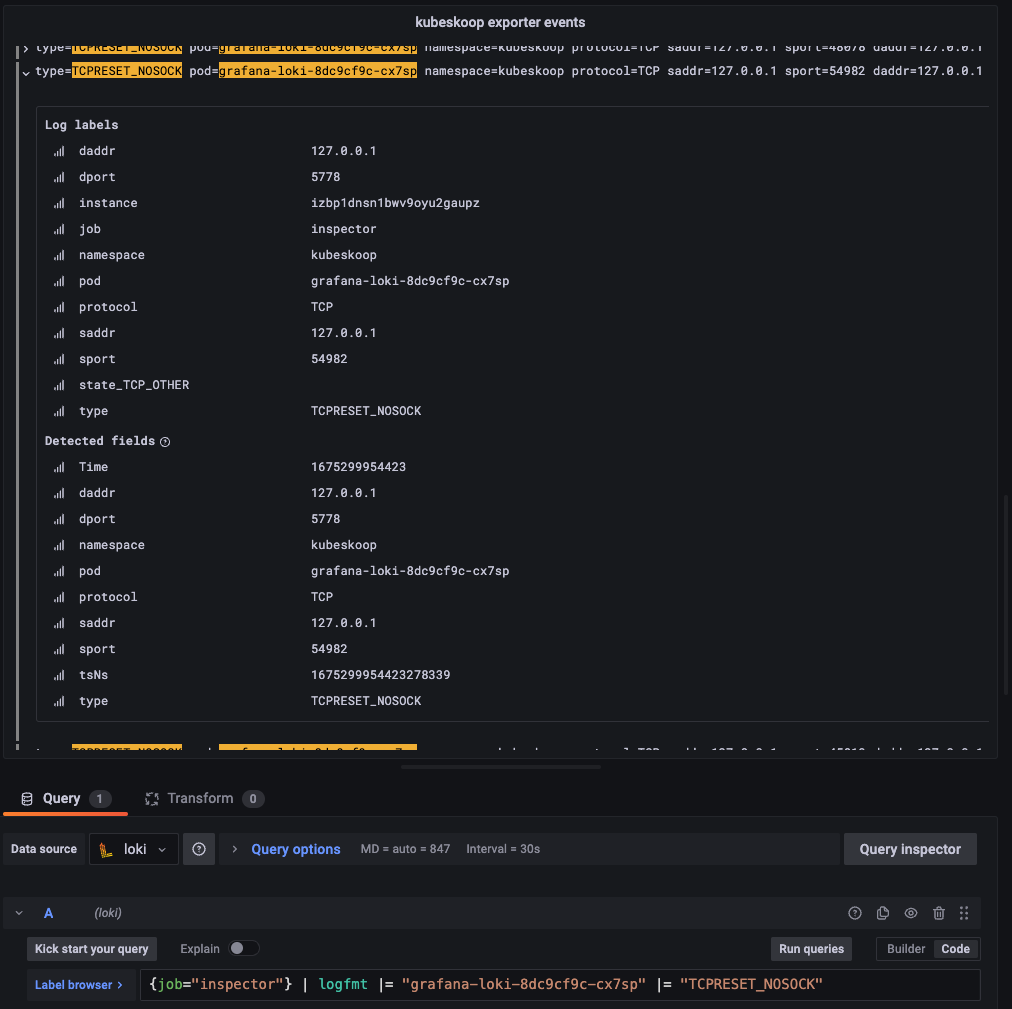 kubeskoop exporter events
type=TCPRESET_NOSOCK pod=grafana-loki-8dc9cf9c-cx7sp namespace=kubeskoop protocol=TCP saddr=127.0.0.1 sport=48078 daddr=127.0.0.1
type=TCPRESET_NOSOCK pod=grafana-loki-8dc9cf9c-cx7sp namespace=kubeskoop protocol=TCP saddr=127.0.0.1 sport=54982 daddr=127.0.0.1
Log labels
daddr 127.0.0.1
dport 5778
instance izbp1dnsn1bwv9oyu2gaupz
job inspector
namespace kubeskoop
pod grafana-loki-8dc9cf9c-cx7sp
protocol TCP
saddr 127.0.0.1
sport 54982
state_TCP_OTHER
type TCPRESET_NOSOCK
Detected fields
Time 1675299954423
daddr 127.0.0.1
dport 5778
namespace kubeskoop
pod grafana-loki-8dc9cf9c-cx7sp
protocol TCP
saddr 127.0.0.1
sport 54982
tsNs 1675299954423278339
type TCPRESET_NOSOCK
Query 1 Transform 0
Data source loki Query options MD = auto = 847 Interval = 30s Query inspector
A (loki)
Kick start your query Explain Run queries Builder Code
Label browser > {job="inspector"} | logfmt |= "grafana-loki-8dc9cf9c-cx7sp" |= "TCPRESET_NOSOCK"